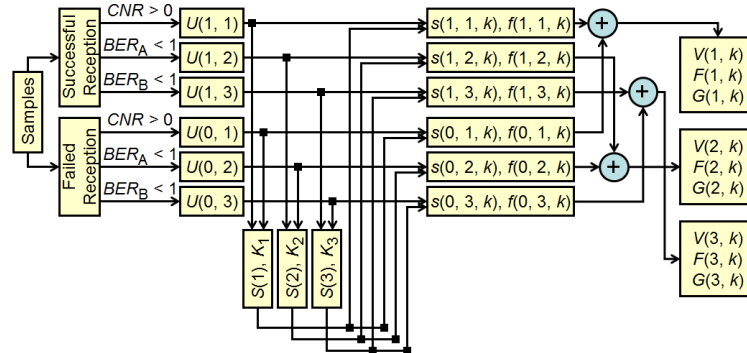 Samples
Successful
Reception
Failed
Reception
CNR > 0
BER_A < 1
BER_B < 1
CNR > 0
BER_A < 1
BER_B < 1
U(1, 1)
U(1, 2)
U(1, 3)
U(0, 1)
U(0, 2)
U(0, 3)
S(1), K_1
S(2), K_2
S(3), K_3
s(1, 1, k), f(1, 1, k)
s(1, 2, k), f(1, 2, k)
s(1, 3, k), f(1, 3, k)
s(0, 1, k), f(0, 1, k)
s(0, 2, k), f(0, 2, k)
s(0, 3, k), f(0, 3, k)
+
+
+
V(1, k)
F(1, k)
G(1, k)
V(2, k)
F(2, k)
G(2, k)
V(3, k)
F(3, k)
G(3, k)